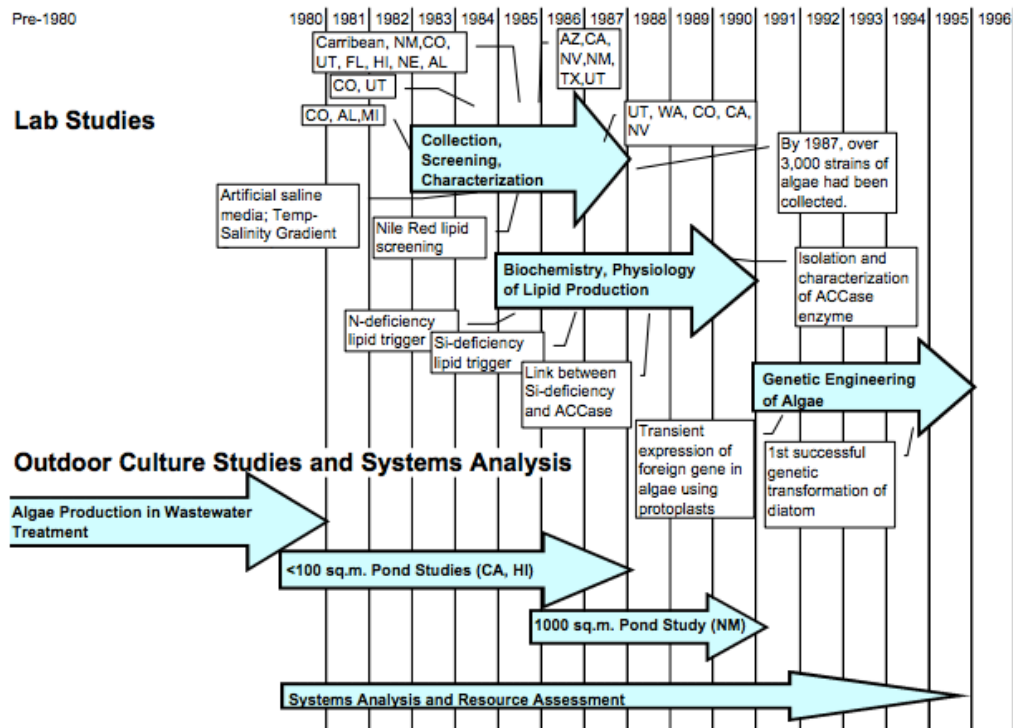 Pre-1980 1980 1981 1982 1983 1984 1985 1986 1987 1988 1989 1990 1991 1992 1993 1994 1995 1996
Carribean, NM,CO,
UT, FL, HI, NE, AL
AZ,CA,
NV,NM,
TX,UT
CO, UT
CO, AL,MI
UT, WA, CO, CA,
NV
Lab Studies
Collection,
Screening,
Characterization
By 1987, over
3,000 strains of
algae had been
collected.
Artificial saline
media; Temp-
Salinity Gradient
Nile Red lipid
screening
Biochemistry, Physiology
of Lipid Production
Isolation and
characterization
of ACCase
enzyme
N-deficiency
lipid trigger
Si-deficiency
lipid trigger
Link between
Si-deficiency
and ACCase
Genetic Engineering
of Algae
Transient
expression of
foreign gene in
algae using
protoplasts
1st successful
genetic
transformation of
diatom
Outdoor Culture Studies and Systems Analysis
Algae Production in Wastewater
Treatment
<100 sq.m. Pond Studies (CA, HI)
1000 sq.m. Pond Study (NM)
Systems Analysis and Resource Assessment